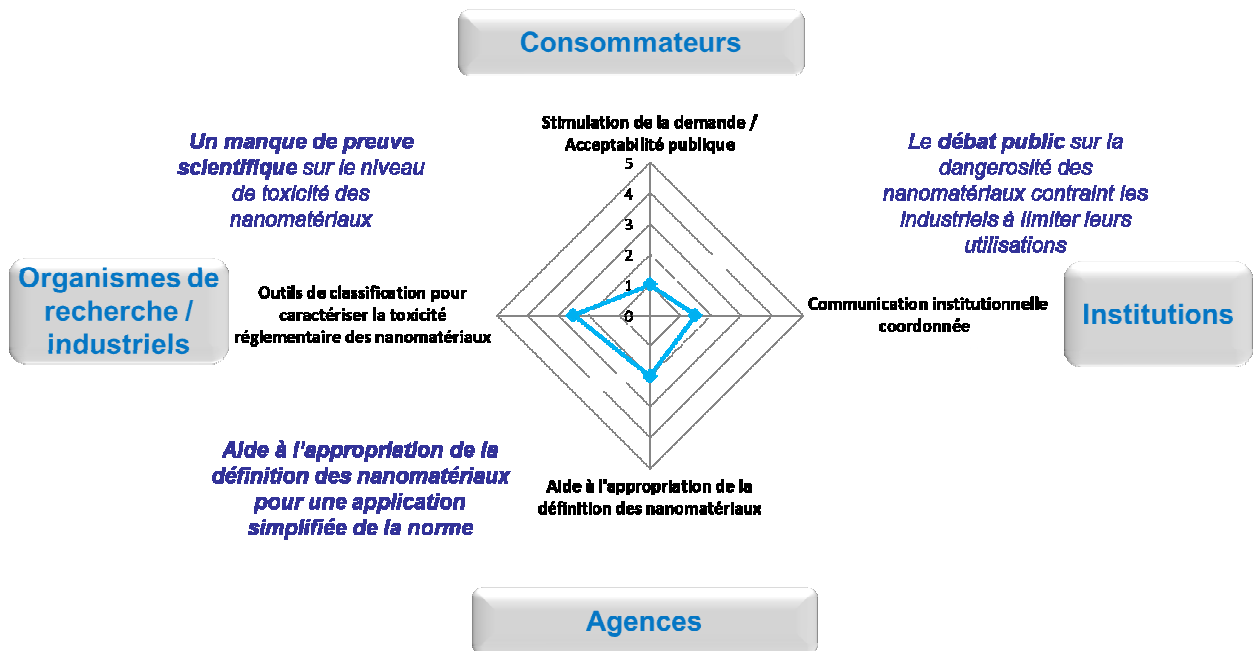 Consommateurs
Stimulation de la demande /
Acceptabilité publique
Un manque de preuve
scientifique sur le niveau
de toxicité des
nanomatériaux
Le débat public sur la
dangerosité des
nanomatériaux contraint les
industriels à limiter leurs
utilisations
5
4
3
2
1
0
Organismes de
recherche /
industriels
Outils de classification pour
caractériser la toxicité
réglementaire des nanomatériaux
Communication institutionnelle
coordonnée
Institutions
Aide à l'appropriation de la
définition des nanomatériaux
pour une application
simplifiée de la norme
Aide à l'appropriation de la
définition des nanomatériaux
Agences